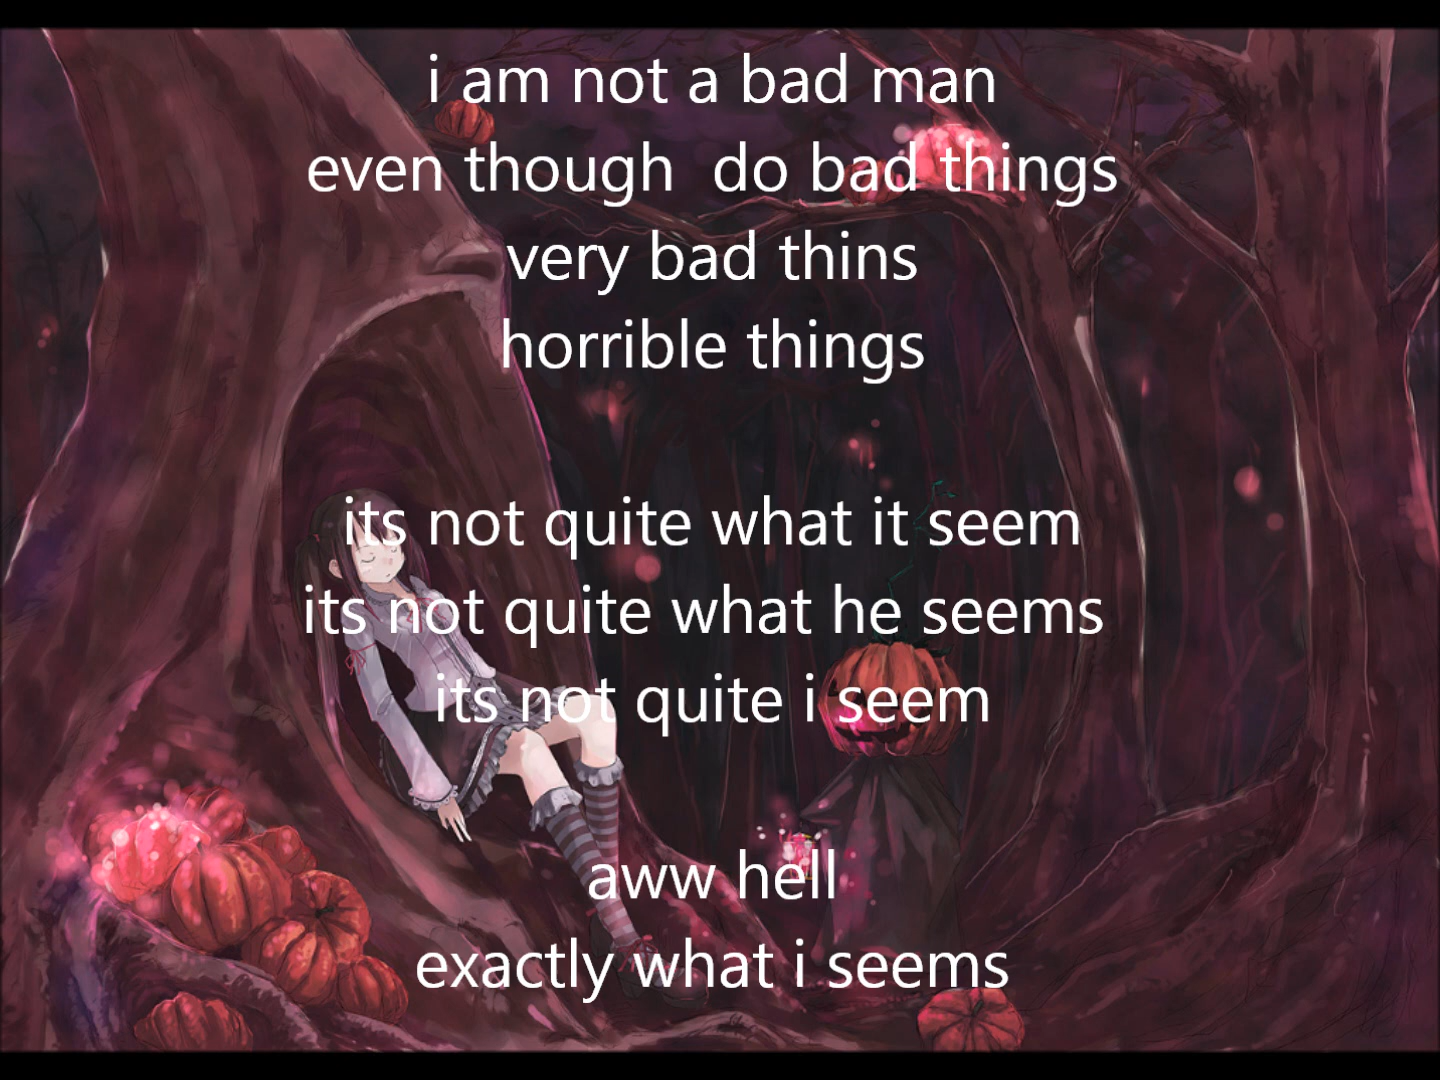 i am not a bad man
even though  do bad things
very bad thins
horrible things
its not quite what it seem
its not quite what he seems
its not quite i seem
aww hell
exactly what i seems